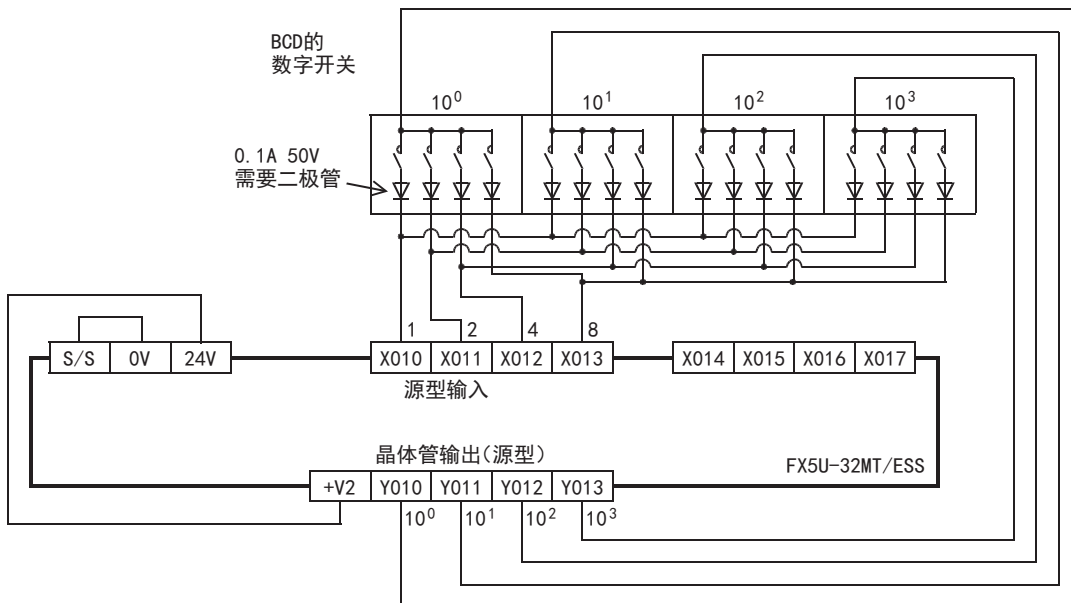 BCD的
数字开关
10⁰ 10¹ 10² 10³
0.1A 50V
需要二极管
1 2 4 8
S/S 0V 24V X010 X011 X012 X013 X014 X015 X016 X017
源型输入
晶体管输出(源型)
FX5U-32MT/ESS
+V2 Y010 Y011 Y012 Y013
10⁰ 10¹ 10² 10³